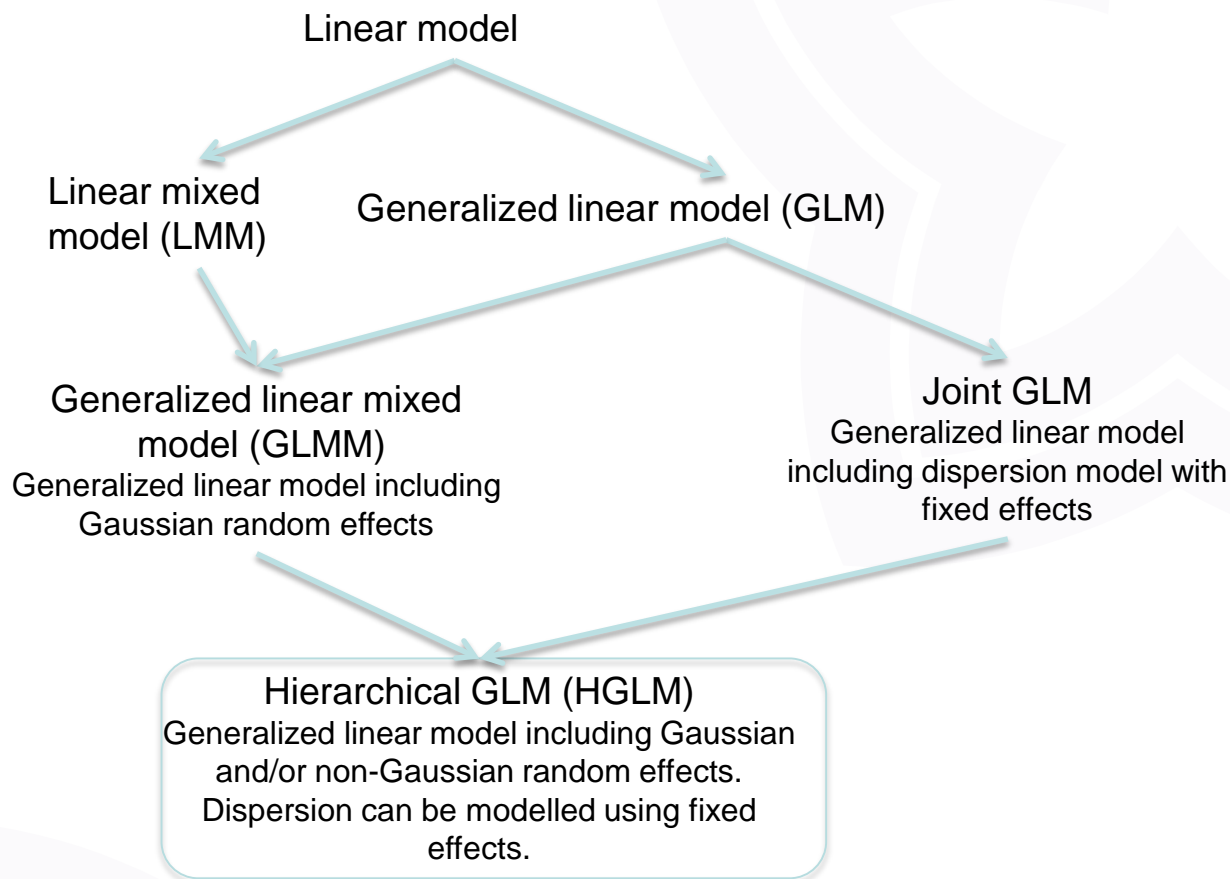 Linear model
Linear mixed
model (LMM)
Generalized linear model (GLM)
Generalized linear mixed
model (GLMM)
Generalized linear model including
Gaussian random effects
Joint GLM
Generalized linear model
including dispersion model with
fixed effects
Hierarchical GLM (HGLM)
Generalized linear model including Gaussian
and/or non-Gaussian random effects.
Dispersion can be modelled using fixed
effects.